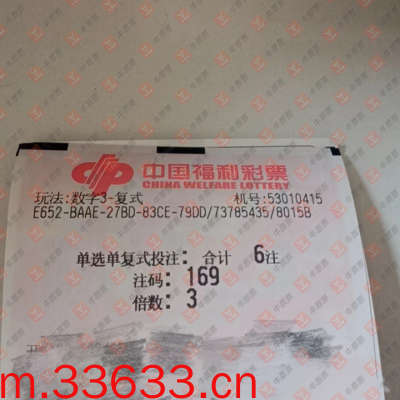 中国福利彩票
CHINA WELFARE LOTTERY
玩法:数字3-复式 机号:53010415
E652-BAAE-27BD-83CE-79DD/73785435/8015B
单选单复式投注: 合计 6注
注码: 169
倍数: 3
m.33633.cn